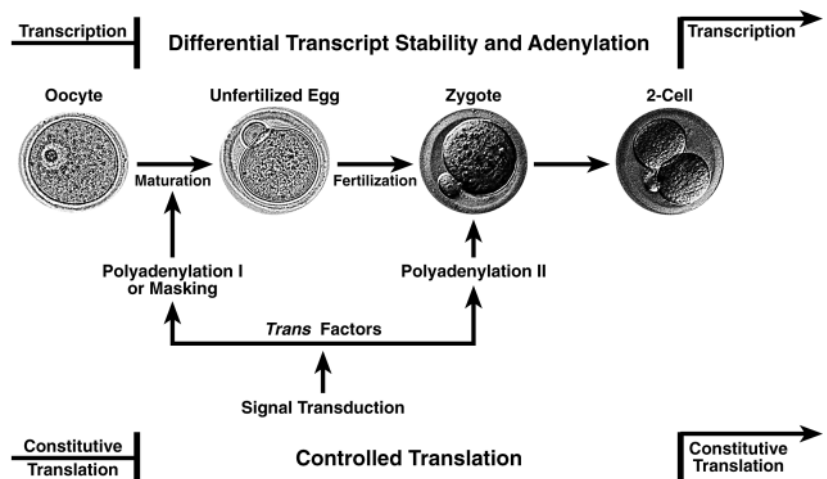 Transcription
Differential Transcript Stability and Adenylation
Transcription
Oocyte
Unfertilized Egg
Zygote
2-Cell
Maturation
Fertilization
Polyadenylation I
or Masking
Polyadenylation II
Trans Factors
Signal Transduction
Constitutive
Translation
Controlled Translation
Constitutive
Translation